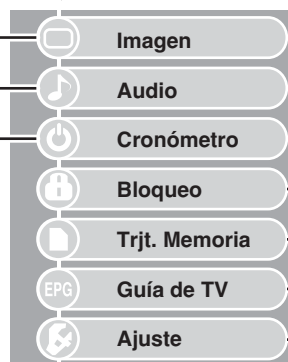 Imagen
Audio
Cronómetro
Bloqueo
Trjt. Memoria
EPG Guía de TV
Ajuste